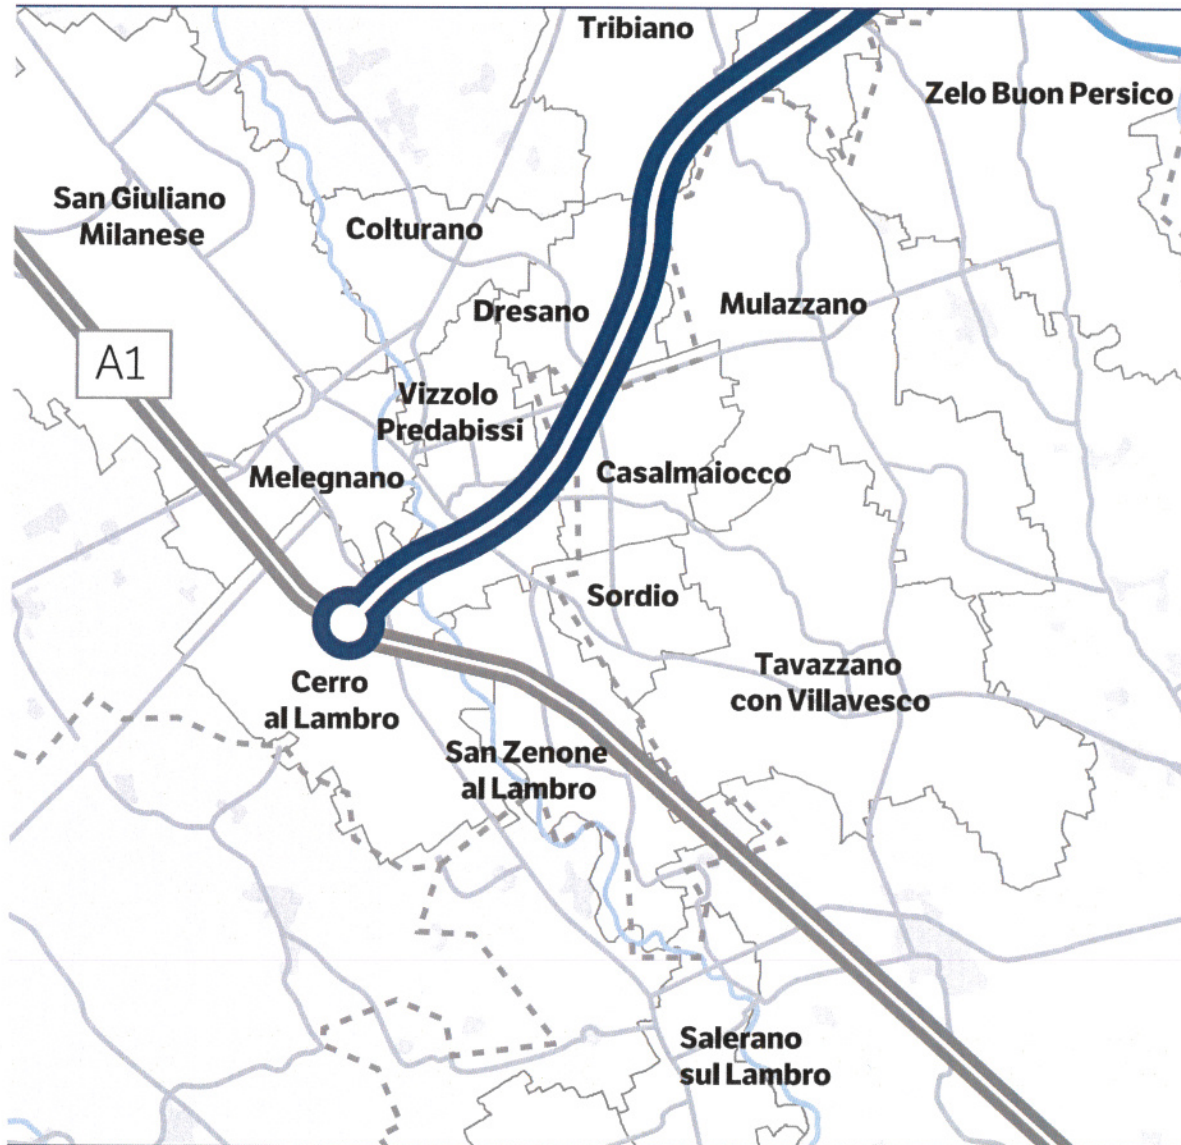 Tribiano
Zelo Buon Persico
San Giuliano
Milanese
Colturano
Dresano
Mulazzano
A1
Vizzolo
Predabissi
Melegnano
Casalmaiocco
Sordio
Cerro
al Lambro
Tavazzano
con Villavesco
San Zenone
al Lambro
Salerano
sul Lambro